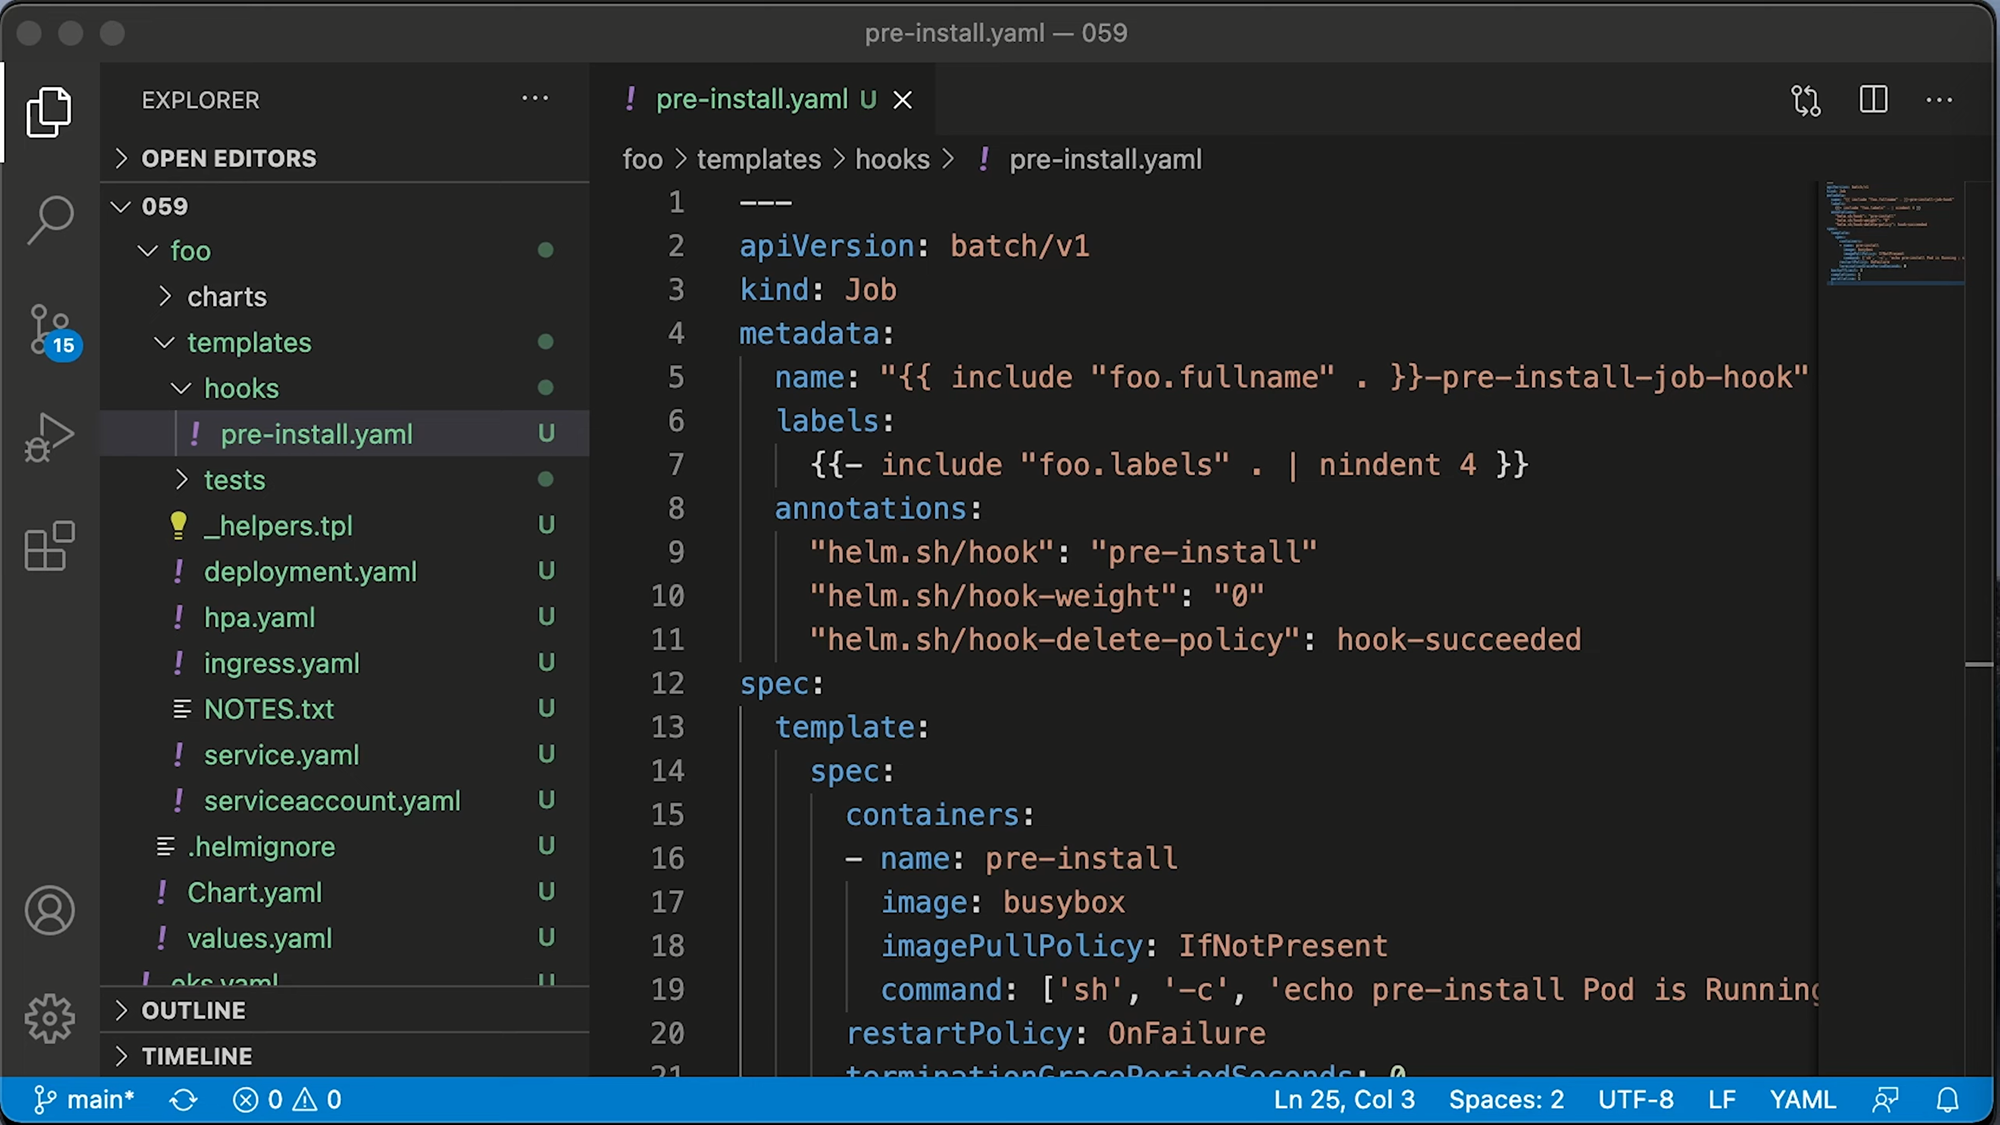 pre-install.yaml — 059
EXPLORER
OPEN EDITORS
059
foo
charts
templates
hooks
pre-install.yaml U
tests
_helpers.tpl U
deployment.yaml U
hpa.yaml U
ingress.yaml U
NOTES.txt U
service.yaml U
serviceaccount.yaml U
.helmignore U
Chart.yaml U
values.yaml U
eks.yaml U
OUTLINE
TIMELINE
15
! pre-install.yaml U
foo > templates > hooks > ! pre-install.yaml
1 ---
2 apiVersion: batch/v1
3 kind: Job
4 metadata:
5 name: "{{ include "foo.fullname" . }}-pre-install-job-hook"
6 labels:
7 {{- include "foo.labels" . | nindent 4 }}
8 annotations:
9 "helm.sh/hook": "pre-install"
10 "helm.sh/hook-weight": "0"
11 "helm.sh/hook-delete-policy": hook-succeeded
12 spec:
13 template:
14 spec:
15 containers:
16 - name: pre-install
17 image: busybox
18 imagePullPolicy: IfNotPresent
19 command: ['sh', '-c', 'echo pre-install Pod is Running
20 restartPolicy: OnFailure
21 terminationGracePeriodSeconds: 0
main* 0 0 Ln 25, Col 3 Spaces: 2 UTF-8 LF YAML